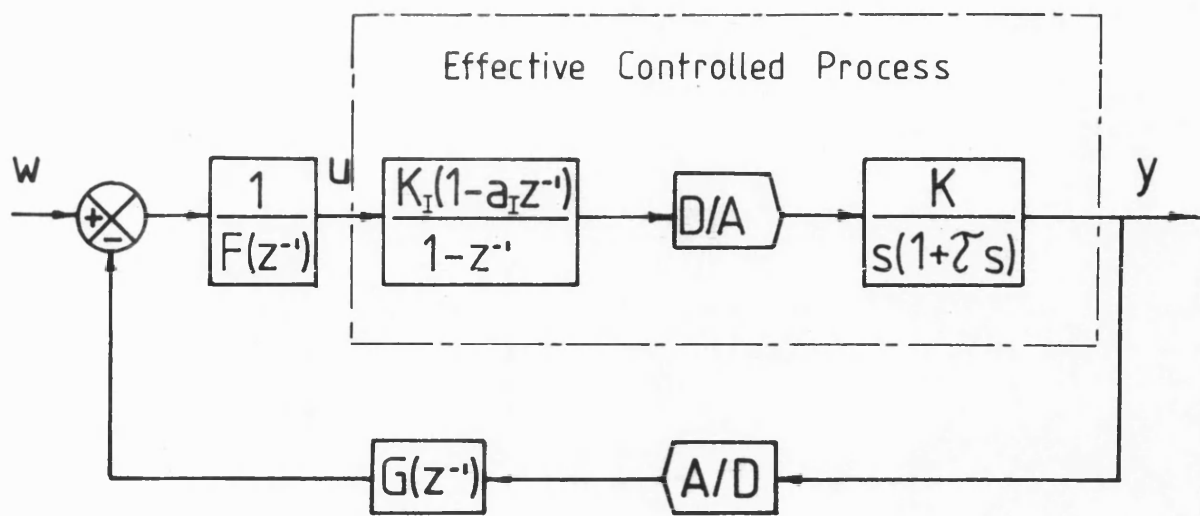 Effective Controlled Process
w
+
-
1
F(z⁻¹)
u
K_I(1-a_I z⁻¹)
1-z⁻¹
D/A
K
s(1+τs)
y
G(z⁻¹)
A/D